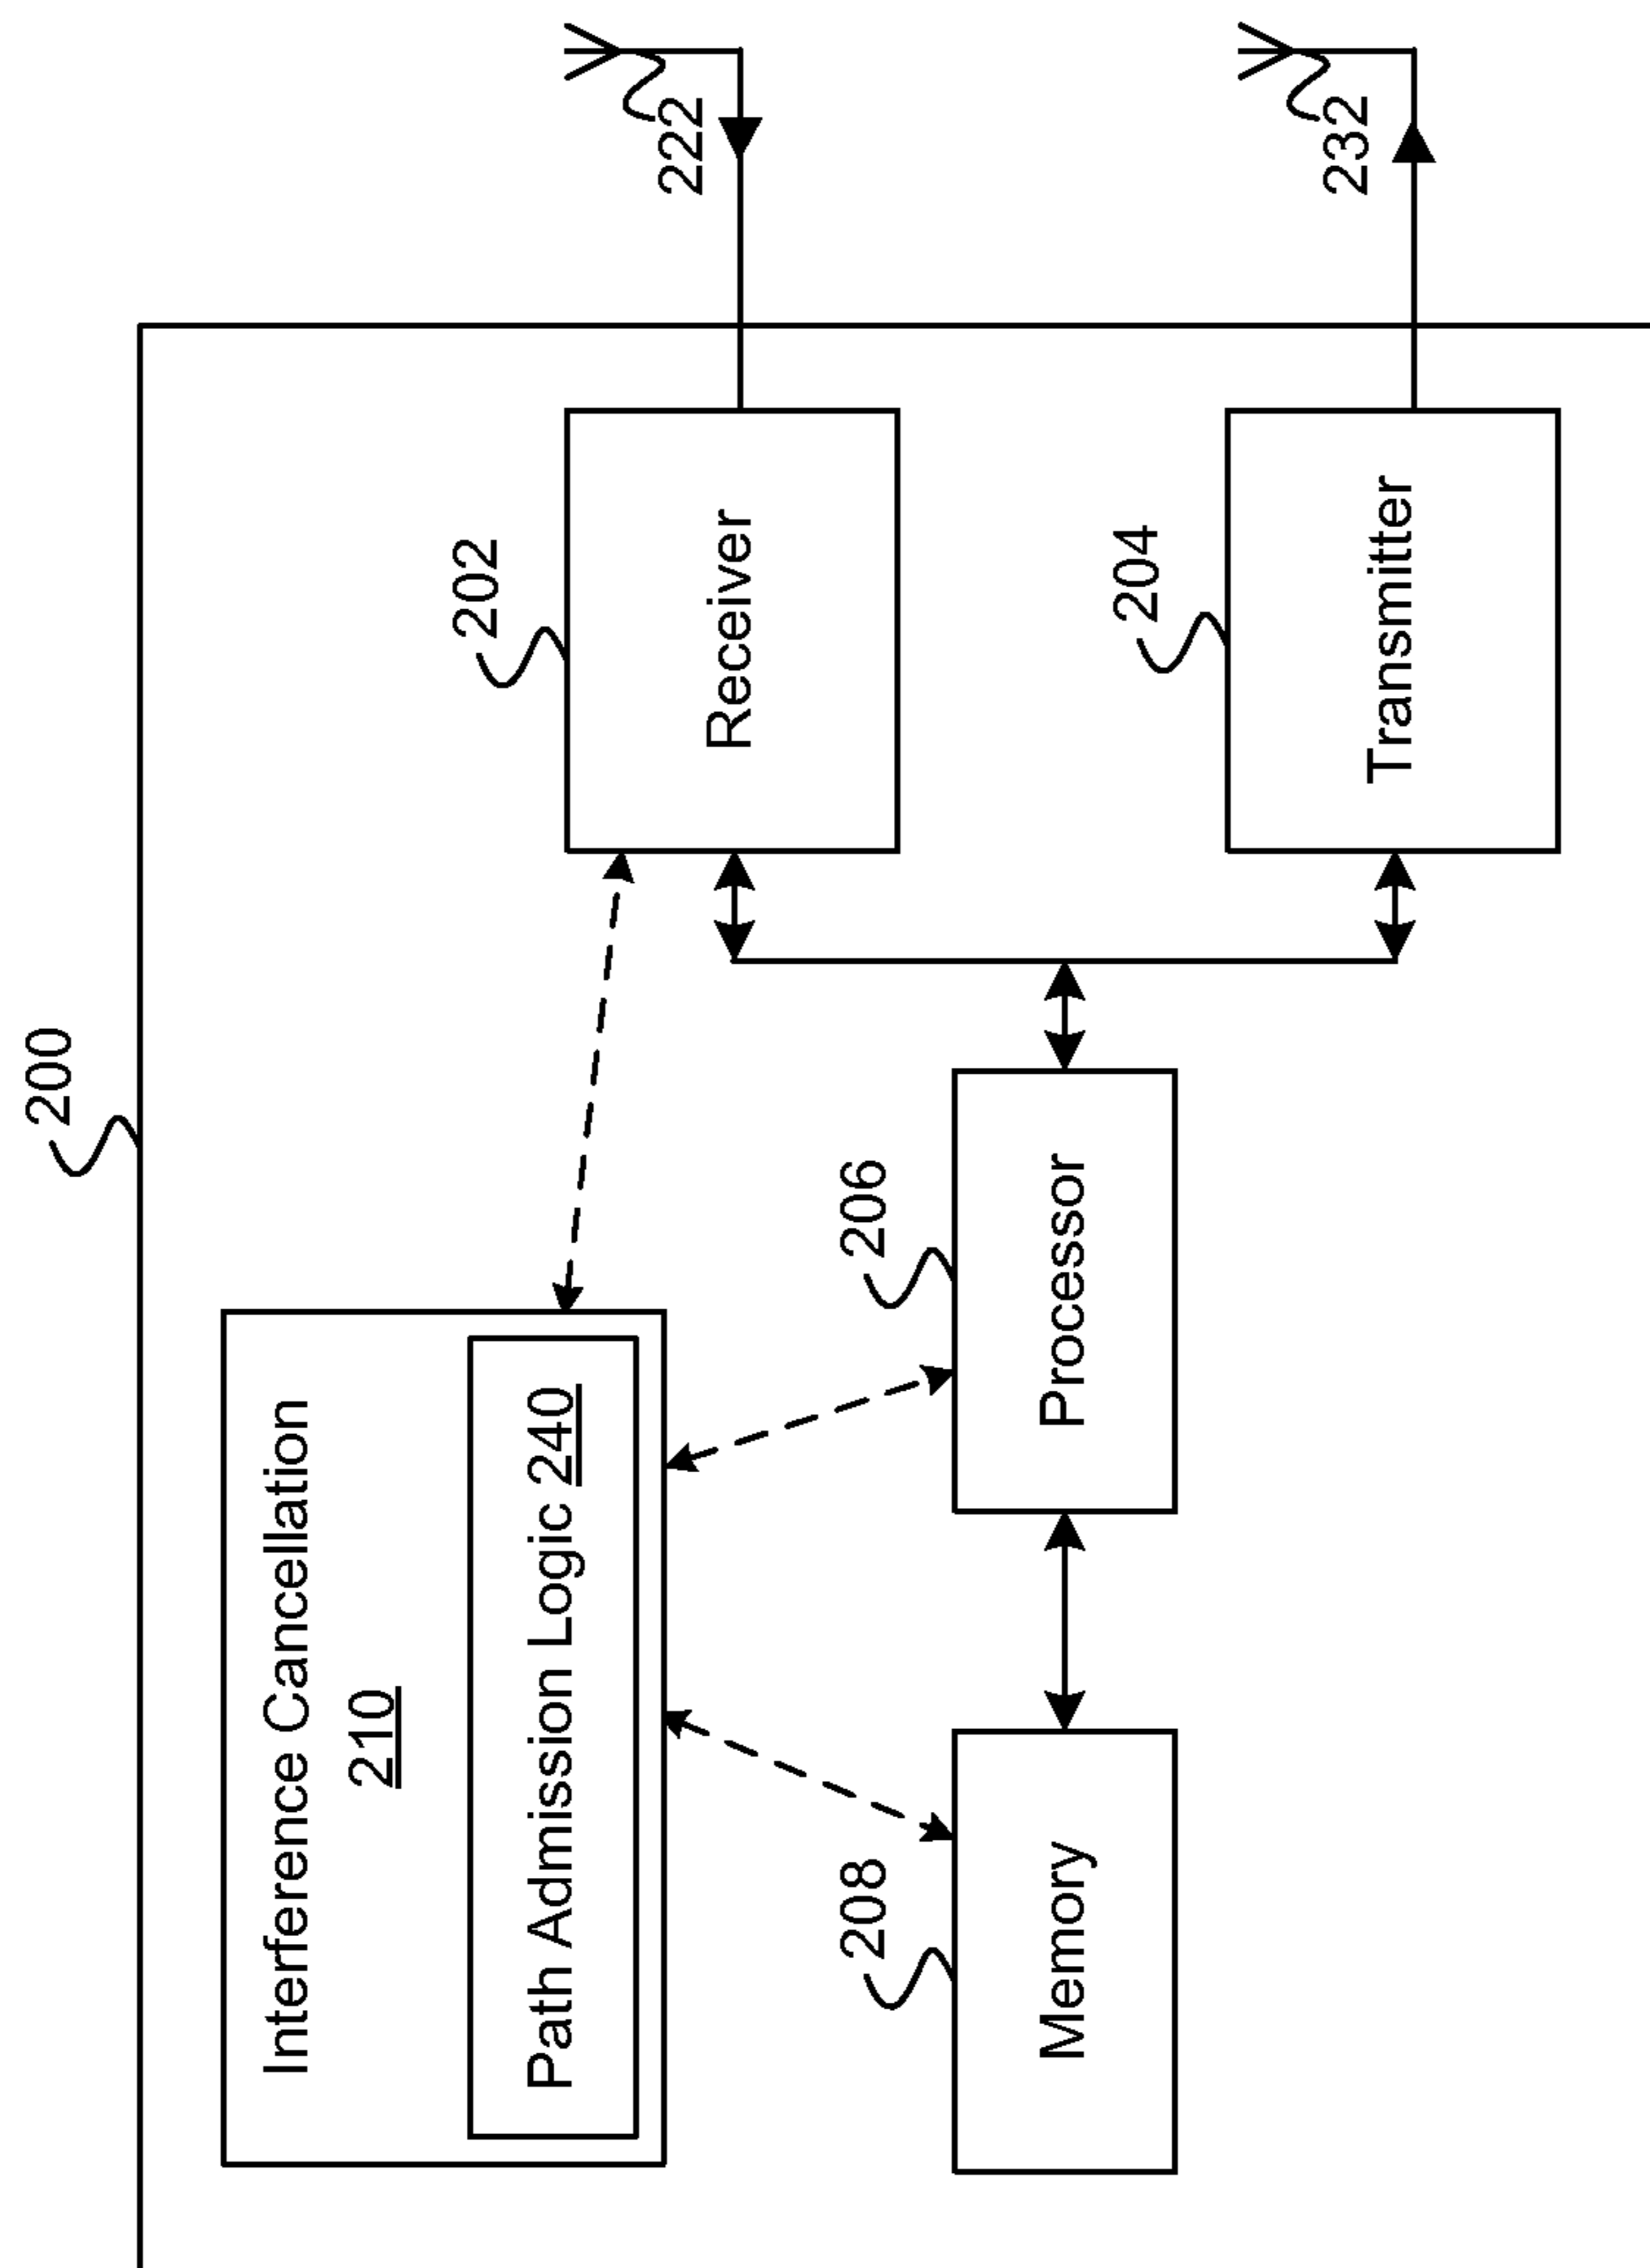 200
Interference Cancellation
210
Path Admission Logic 240
202
222
Receiver
208
206
Memory
Processor
204
232
Transmitter